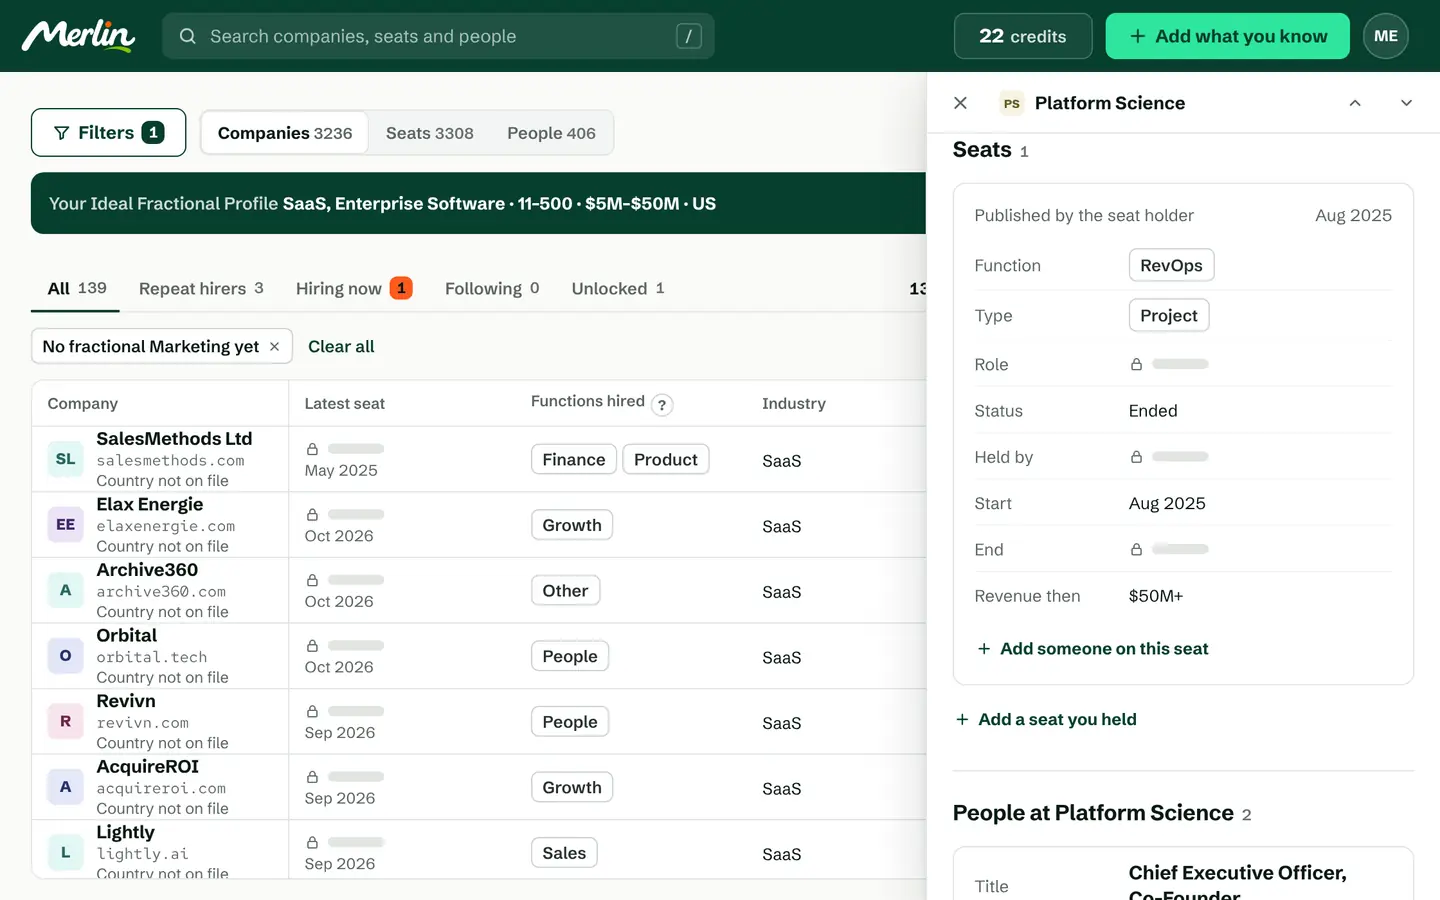 Merlin
Search companies, seats and people
/
22 credits
+ Add what you know
ME
Filters 1
Companies 3236
Seats 3308
People 406
Your Ideal Fractional Profile SaaS, Enterprise Software · 11-500 · $5M-$50M · US
All 139
Repeat hirers 3
Hiring now 1
Following 0
Unlocked 1
No fractional Marketing yet ×
Clear all
Company
Latest seat
Functions hired ?
Industry
SL
SalesMethods Ltd
salesmethods.com
Country not on file
May 2025
Finance
Product
SaaS
EE
Elax Energie
elaxenergie.com
Country not on file
Oct 2026
Growth
SaaS
A
Archive360
archive360.com
Country not on file
Oct 2026
Other
SaaS
O
Orbital
orbital.tech
Country not on file
Oct 2026
People
SaaS
R
Revivn
revivn.com
Country not on file
Sep 2026
People
SaaS
A
AcquireROI
acquireroi.com
Country not on file
Sep 2026
Growth
SaaS
L
Lightly
lightly.ai
Country not on file
Sep 2026
Sales
SaaS
PS
Platform Science
Seats 1
Published by the seat holder
Aug 2025
Function
RevOps
Type
Project
Role
Status
Ended
Held by
Start
Aug 2025
End
Revenue then
$50M+
+ Add someone on this seat
+ Add a seat you held
People at Platform Science 2
Title
Chief Executive Officer,
Co-Founder